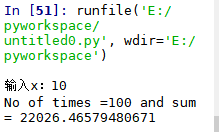 In [51]: runfile('E:/
pyworkspace/
untitled0.py', wdir='E:/
pyworkspace')
输入x：10
No of times =100 and sum
= 22026.46579480671